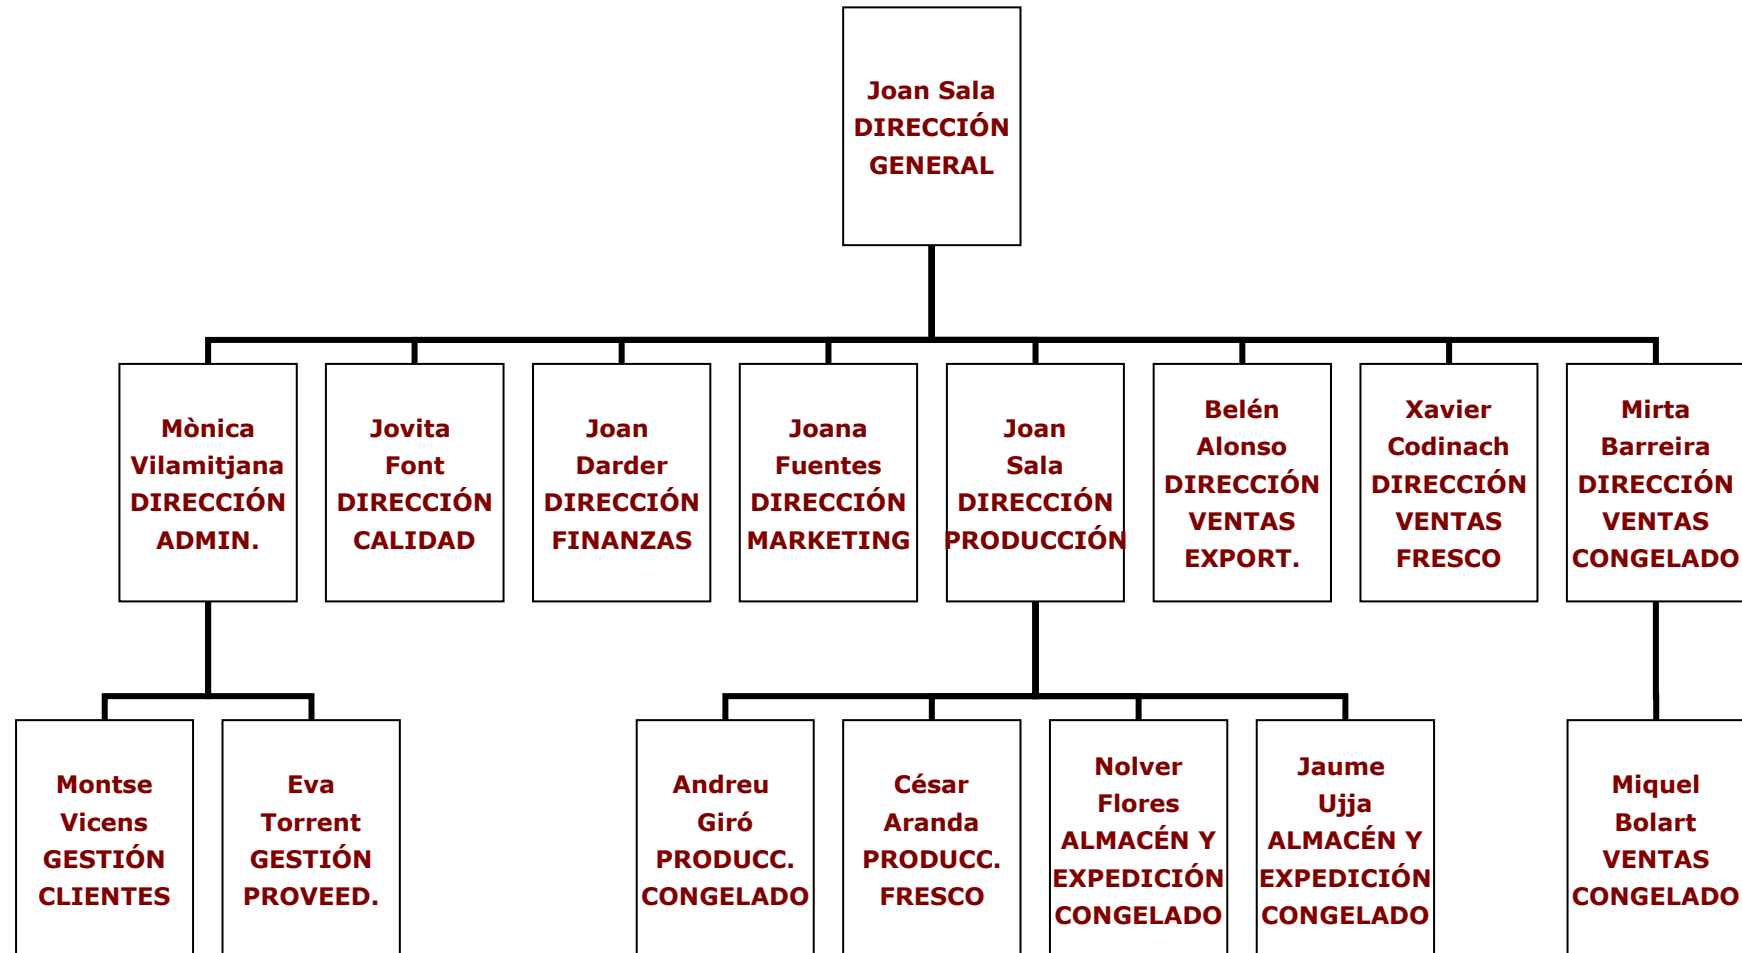 Joan Sala
DIRECCIÓN
GENERAL
Mònica
Vilamitjana
DIRECCIÓN
ADMIN.
Jovita
Font
DIRECCIÓN
CALIDAD
Joan
Darder
DIRECCIÓN
FINANZAS
Joana
Fuentes
DIRECCIÓN
MARKETING
Joan
Sala
DIRECCIÓN
PRODUCCIÓN
Belén
Alonso
DIRECCIÓN
VENTAS
EXPORT.
Xavier
Codinach
DIRECCIÓN
VENTAS
FRESCO
Mirta
Barreira
DIRECCIÓN
VENTAS
CONGELADO
Montse
Vicens
GESTIÓN
CLIENTES
Eva
Torrent
GESTIÓN
PROVEED.
Andreu
Giró
PRODUCC.
CONGELADO
César
Aranda
PRODUCC.
FRESCO
Nolver
Flores
ALMACÉN Y
EXPEDICIÓN
CONGELADO
Jaume
Ujja
ALMACÉN Y
EXPEDICIÓN
CONGELADO
Miquel
Bolart
VENTAS
CONGELADO